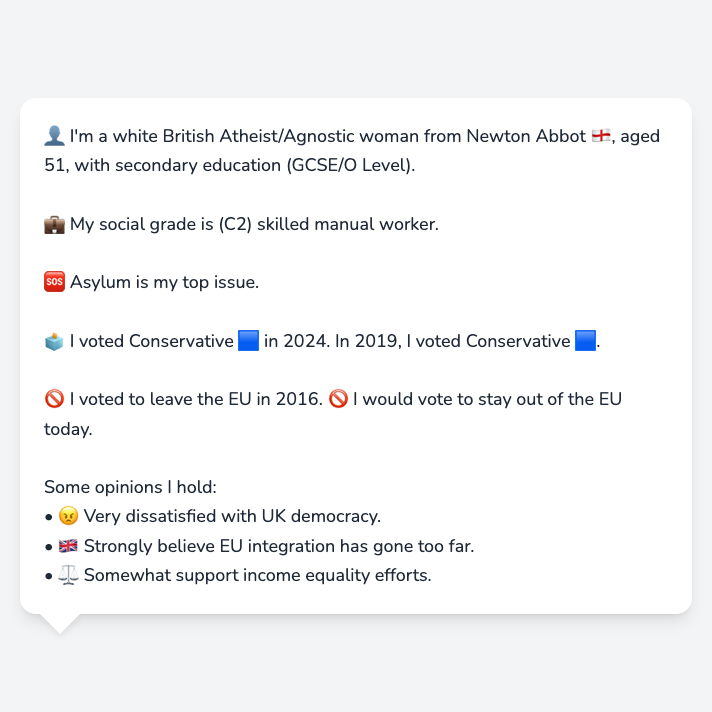 👤 I'm a white British Atheist/Agnostic woman from Newton Abbot 🏴󠁧󠁢󠁥󠁮󠁧󠁿, aged
51, with secondary education (GCSE/O Level).
💼 My social grade is (C2) skilled manual worker.
🆘 Asylum is my top issue.
🗳️ I voted Conservative 🟦 in 2024. In 2019, I voted Conservative 🟦.
🚫 I voted to leave the EU in 2016. 🚫 I would vote to stay out of the EU
today.
Some opinions I hold:
• 😠 Very dissatisfied with UK democracy.
• 🇬🇧 Strongly believe EU integration has gone too far.
• ⚖️ Somewhat support income equality efforts.